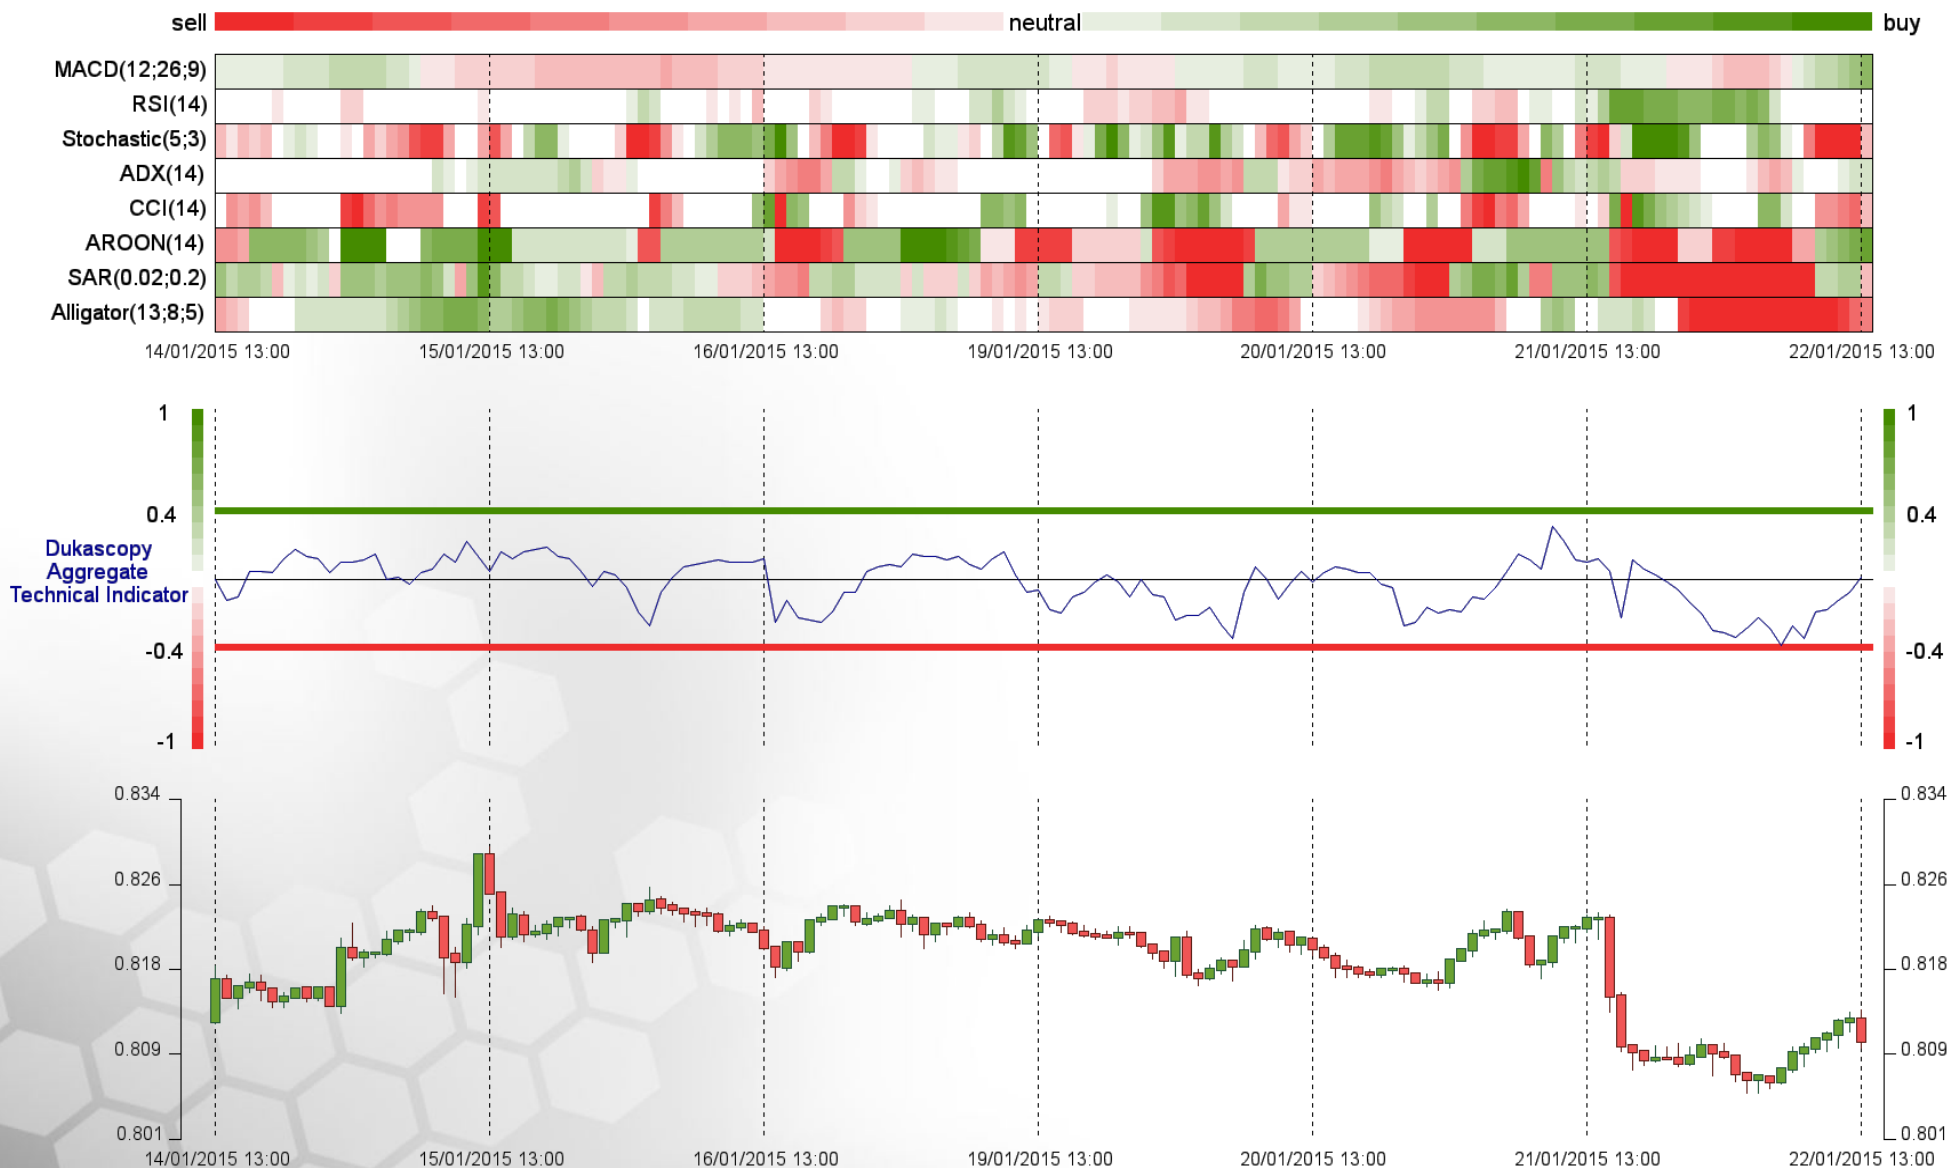 sell neutral buy
MACD(12;26;9)
RSI(14)
Stochastic(5;3)
ADX(14)
CCI(14)
AROON(14)
SAR(0.02;0.2)
Alligator(13;8;5)
14/01/2015 13:00 15/01/2015 13:00 16/01/2015 13:00 19/01/2015 13:00 20/01/2015 13:00 21/01/2015 13:00 22/01/2015 13:00
1 1
0.4 0.4
Dukascopy
Aggregate
Technical Indicator
-0.4 -0.4
-1 -1
0.834 0.834
0.826 0.826
0.818 0.818
0.809 0.809
0.801 0.801
14/01/2015 13:00 15/01/2015 13:00 16/01/2015 13:00 19/01/2015 13:00 20/01/2015 13:00 21/01/2015 13:00 22/01/2015 13:00